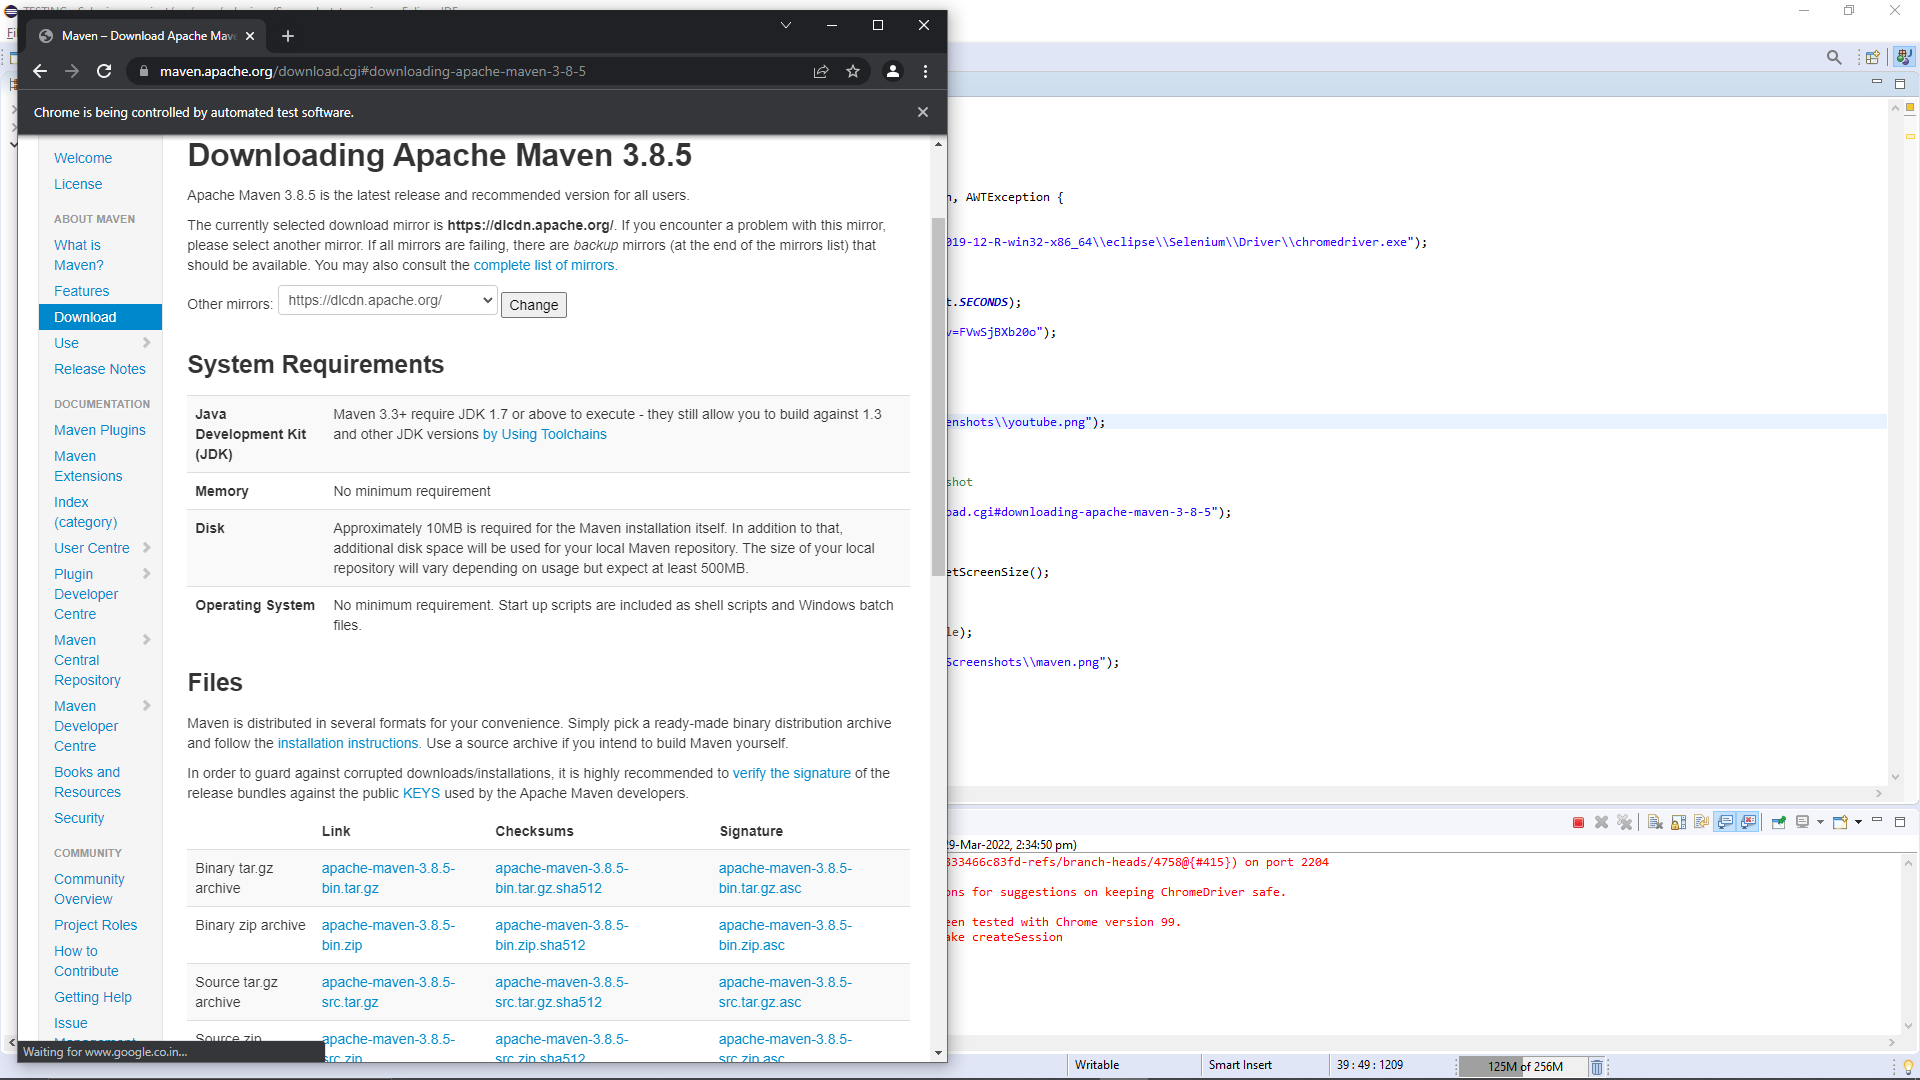 Maven – Download Apache Mav
maven.apache.org/download.cgi#downloading-apache-maven-3-8-5
Chrome is being controlled by automated test software.
Welcome
License
ABOUT MAVEN
What is
Maven?
Features
Download
Use
Release Notes
DOCUMENTATION
Maven Plugins
Maven
Extensions
Index
(category)
User Centre
Plugin
Developer
Centre
Maven
Central
Repository
Maven
Developer
Centre
Books and
Resources
Security
COMMUNITY
Community
Overview
Project Roles
How to
Contribute
Getting Help
Issue
Waiting for www.google.co.in...
Downloading Apache Maven 3.8.5
Apache Maven 3.8.5 is the latest release and recommended version for all users.
The currently selected download mirror is https://dlcdn.apache.org/. If you encounter a problem with this mirror,
please select another mirror. If all mirrors are failing, there are backup mirrors (at the end of the mirrors list) that
should be available. You may also consult the complete list of mirrors.
Other mirrors: https://dlcdn.apache.org/ Change
System Requirements
Java
Development Kit
(JDK)
Maven 3.3+ require JDK 1.7 or above to execute - they still allow you to build against 1.3
and other JDK versions by Using Toolchains
Memory No minimum requirement
Disk Approximately 10MB is required for the Maven installation itself. In addition to that,
additional disk space will be used for your local Maven repository. The size of your local
repository will vary depending on usage but expect at least 500MB.
Operating System No minimum requirement. Start up scripts are included as shell scripts and Windows batch
files.
Files
Maven is distributed in several formats for your convenience. Simply pick a ready-made binary distribution archive
and follow the installation instructions. Use a source archive if you intend to build Maven yourself.
In order to guard against corrupted downloads/installations, it is highly recommended to verify the signature of the
release bundles against the public KEYS used by the Apache Maven developers.
Link Checksums Signature
Binary tar.gz apache-maven-3.8.5- apache-maven-3.8.5- apache-maven-3.8.5-
archive bin.tar.gz bin.tar.gz.sha512 bin.tar.gz.asc
Binary zip archive apache-maven-3.8.5- apache-maven-3.8.5- apache-maven-3.8.5-
bin.zip bin.zip.sha512 bin.zip.asc
Source tar.gz apache-maven-3.8.5- apache-maven-3.8.5- apache-maven-3.8.5-
archive src.tar.gz src.tar.gz.sha512 src.tar.gz.asc
Source zip apache-maven-3.8.5- apache-maven-3.8.5- apache-maven-3.8.5-
src.zip src.zip.sha512 src.zip.asc
, AWTException {
019-12-R-win32-x86_64\\eclipse\\Selenium\\Driver\\chromedriver.exe");
.SECONDS);
v=FVwSjBXb20o");
enshots\\youtube.png");
shot
oad.cgi#downloading-apache-maven-3-8-5");
etScreenSize();
le);
Screenshots\\maven.png");
29-Mar-2022, 2:34:50 pm)
333466c83fd-refs/branch-heads/4758@{#415}) on port 2204
ons for suggestions on keeping ChromeDriver safe.
een tested with Chrome version 99.
ake createSession
Writable
Smart Insert
39 : 49 : 1209
125M of 256M